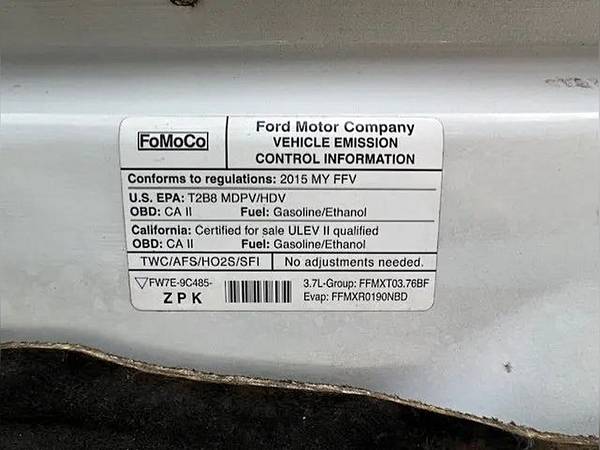 FoMoCo
Ford Motor Company
VEHICLE EMISSION
CONTROL INFORMATION
Conforms to regulations: 2015 MY FFV
U.S. EPA: T2B8 MDPV/HDV
OBD: CA II Fuel: Gasoline/Ethanol
California: Certified for sale ULEV II qualified
OBD: CA II Fuel: Gasoline/Ethanol
TWC/AFS/HO2S/SFI No adjustments needed.
▽FW7E-9C485- 3.7L-Group: FFMXT03.76BF
ZPK Evap: FFMXR0190NBD